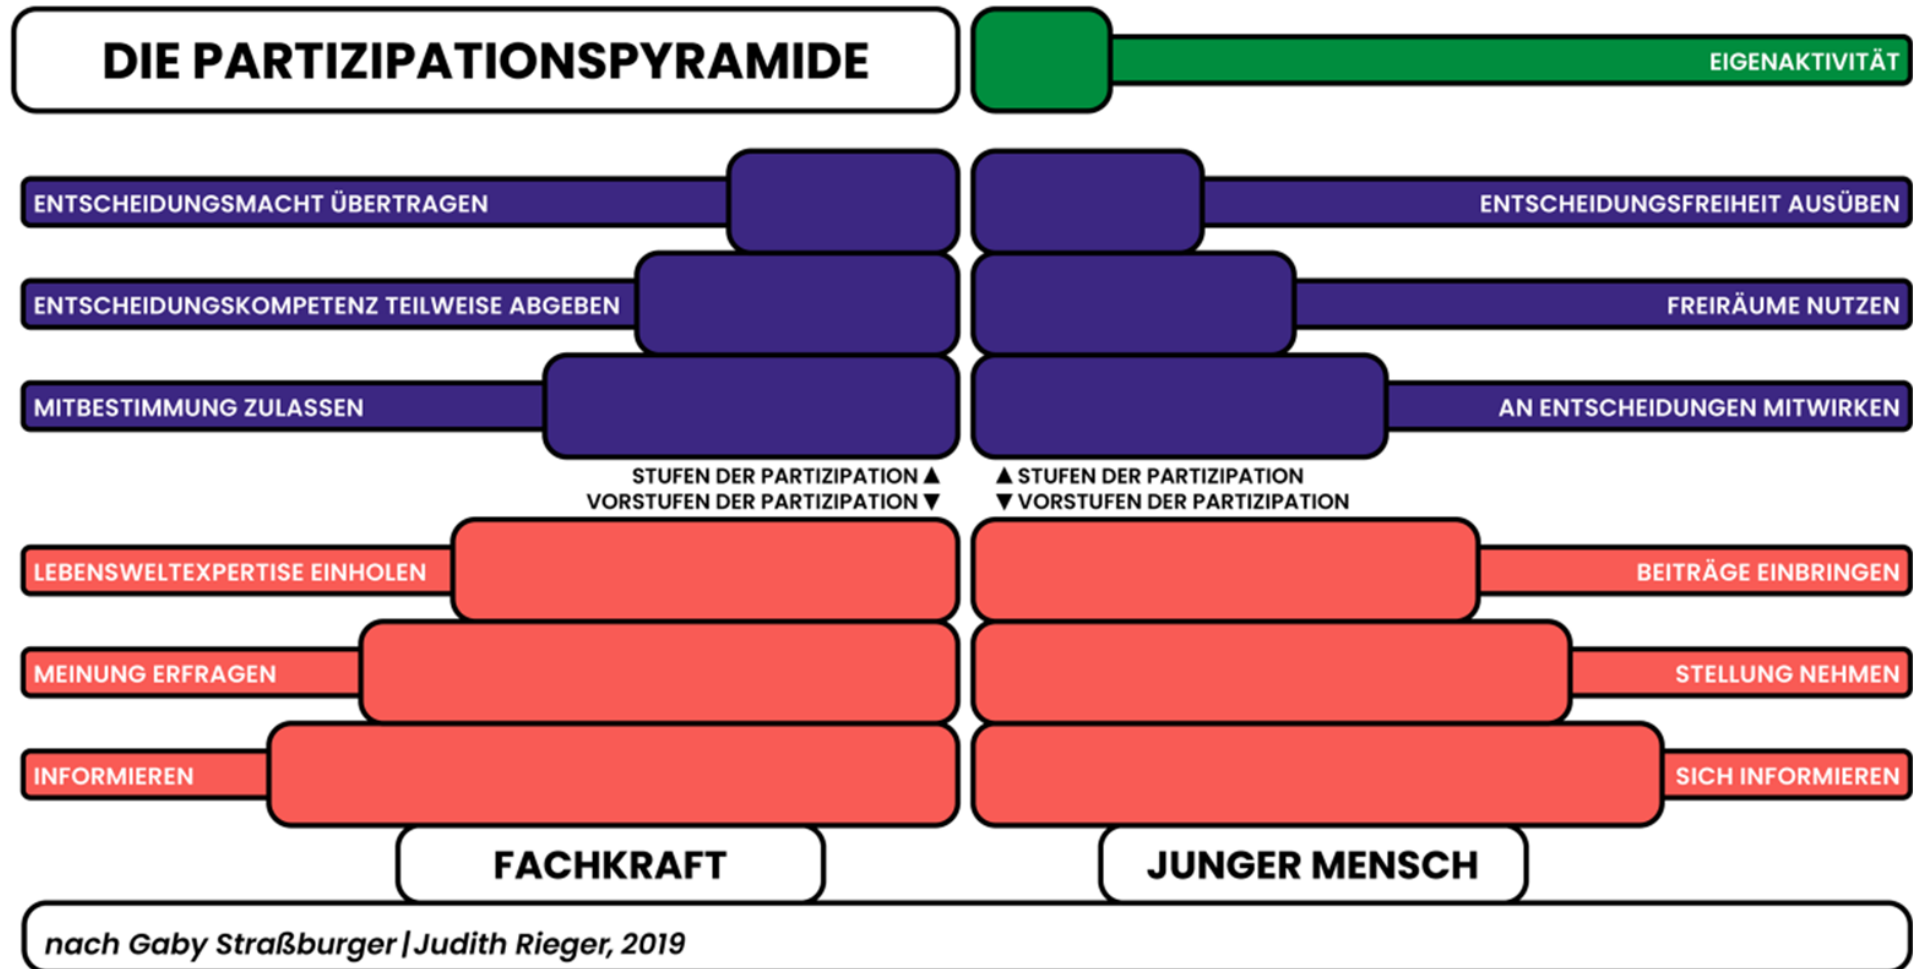 DIE PARTIZIPATIONSPYRAMIDE
EIGENAKTIVITÄT
ENTSCHEIDUNGSMACHT ÜBERTRAGEN
ENTSCHEIDUNGSFREIHEIT AUSÜBEN
ENTSCHEIDUNGSKOMPETENZ TEILWEISE ABGEBEN
FREIRÄUME NUTZEN
MITBESTIMMUNG ZULASSEN
AN ENTSCHEIDUNGEN MITWIRKEN
STUFEN DER PARTIZIPATION ▲
VORSTUFEN DER PARTIZIPATION ▼
▲ STUFEN DER PARTIZIPATION
▼ VORSTUFEN DER PARTIZIPATION
LEBENSWELTEXPERTISE EINHOLEN
BEITRÄGE EINBRINGEN
MEINUNG ERFRAGEN
STELLUNG NEHMEN
INFORMIEREN
SICH INFORMIEREN
FACHKRAFT
JUNGER MENSCH
nach Gaby Straßburger | Judith Rieger, 2019